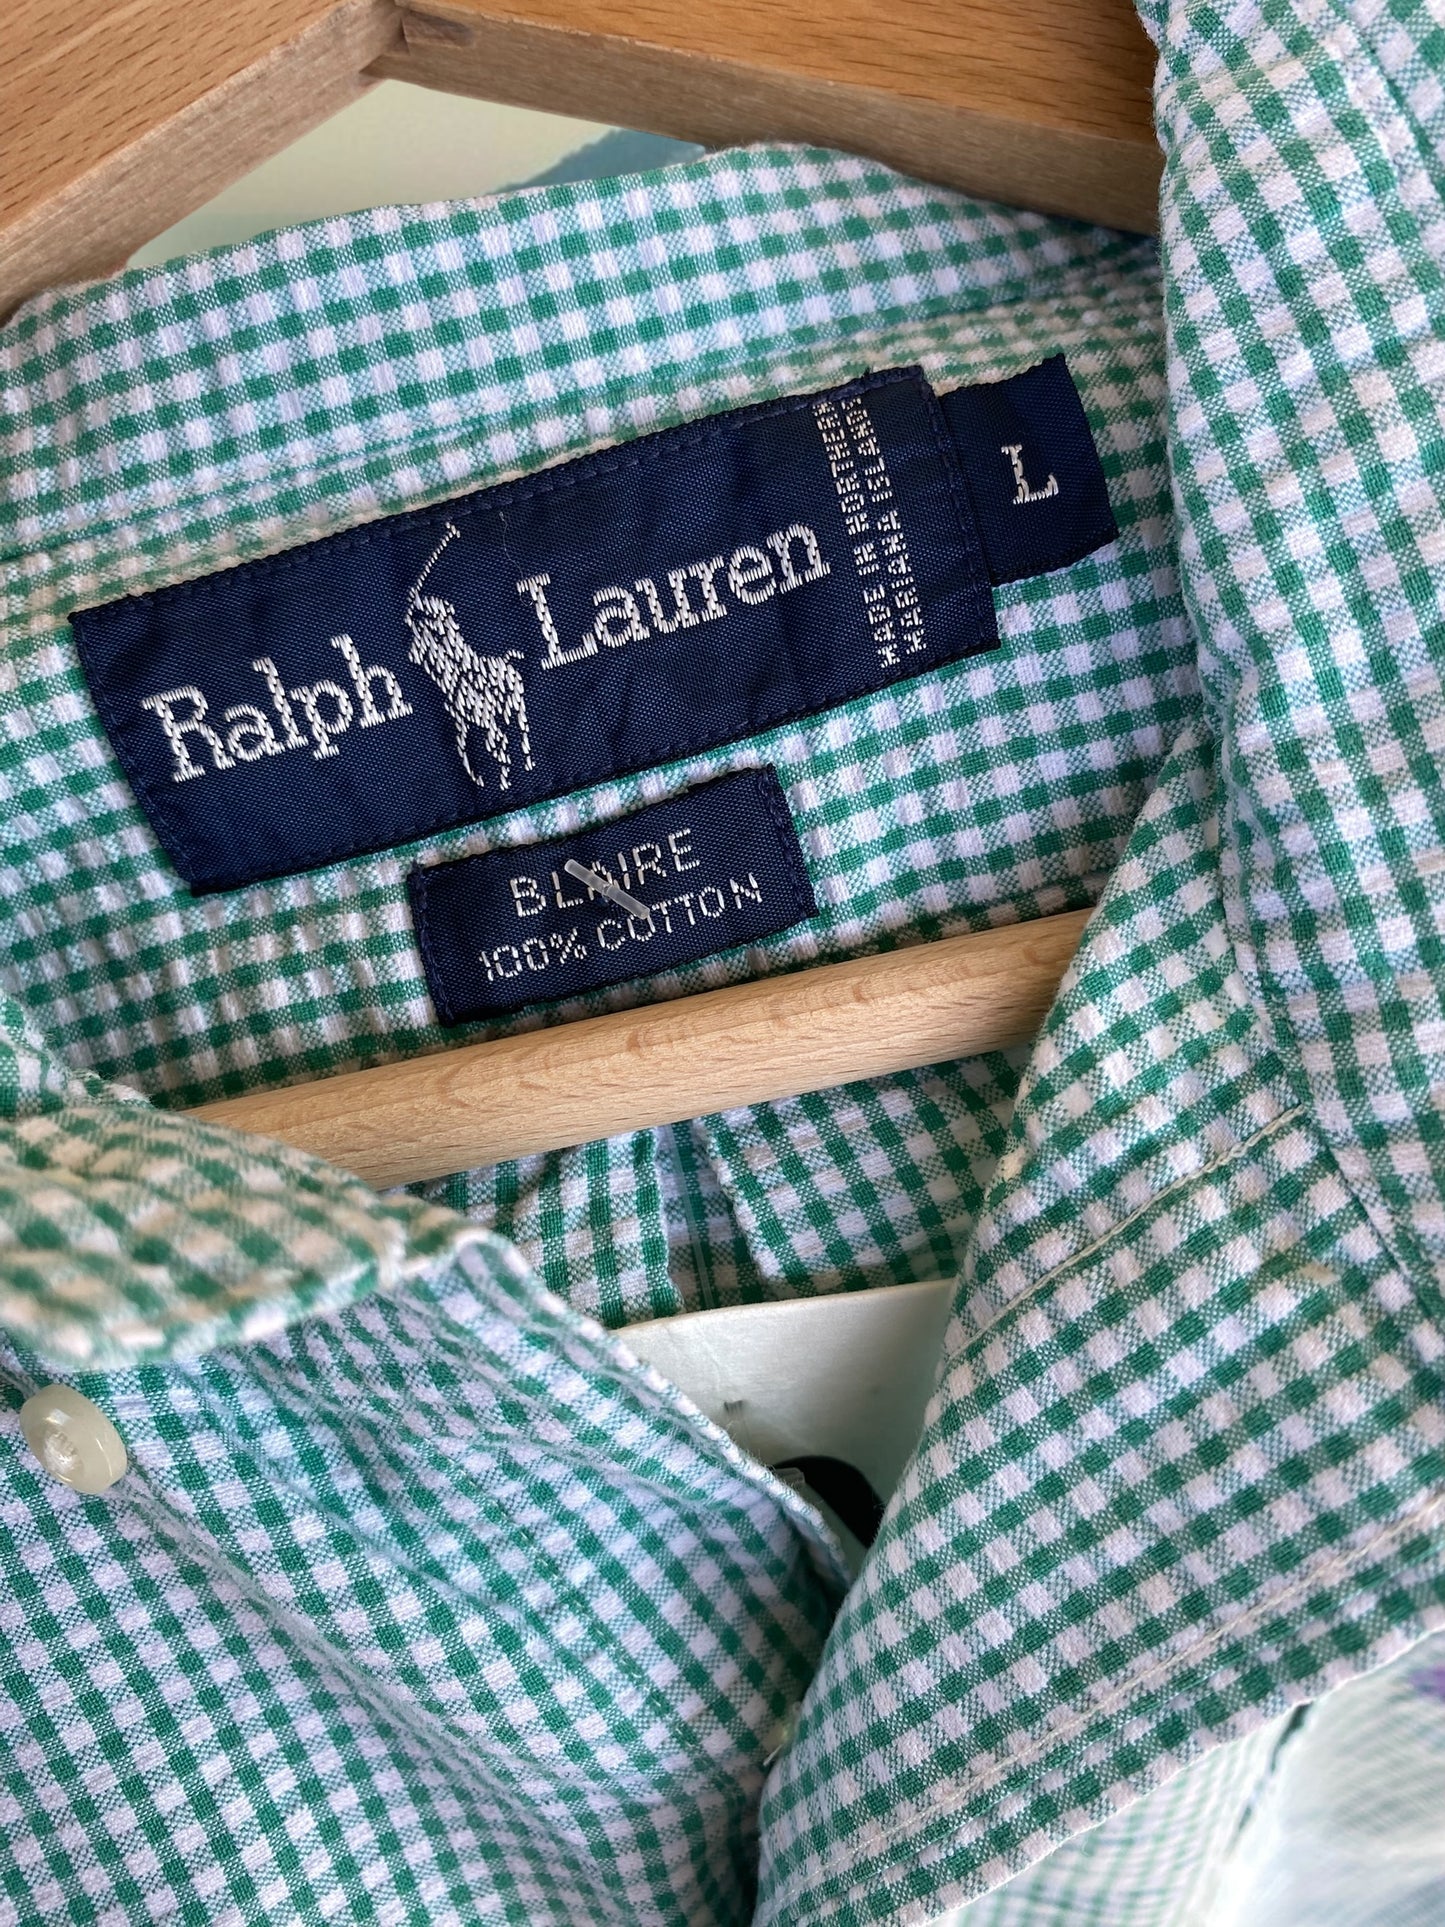 Ralph Lauren
MADE IN NORTHERN
MARIANA ISLANDS
L
BLAIRE
100% COTTON